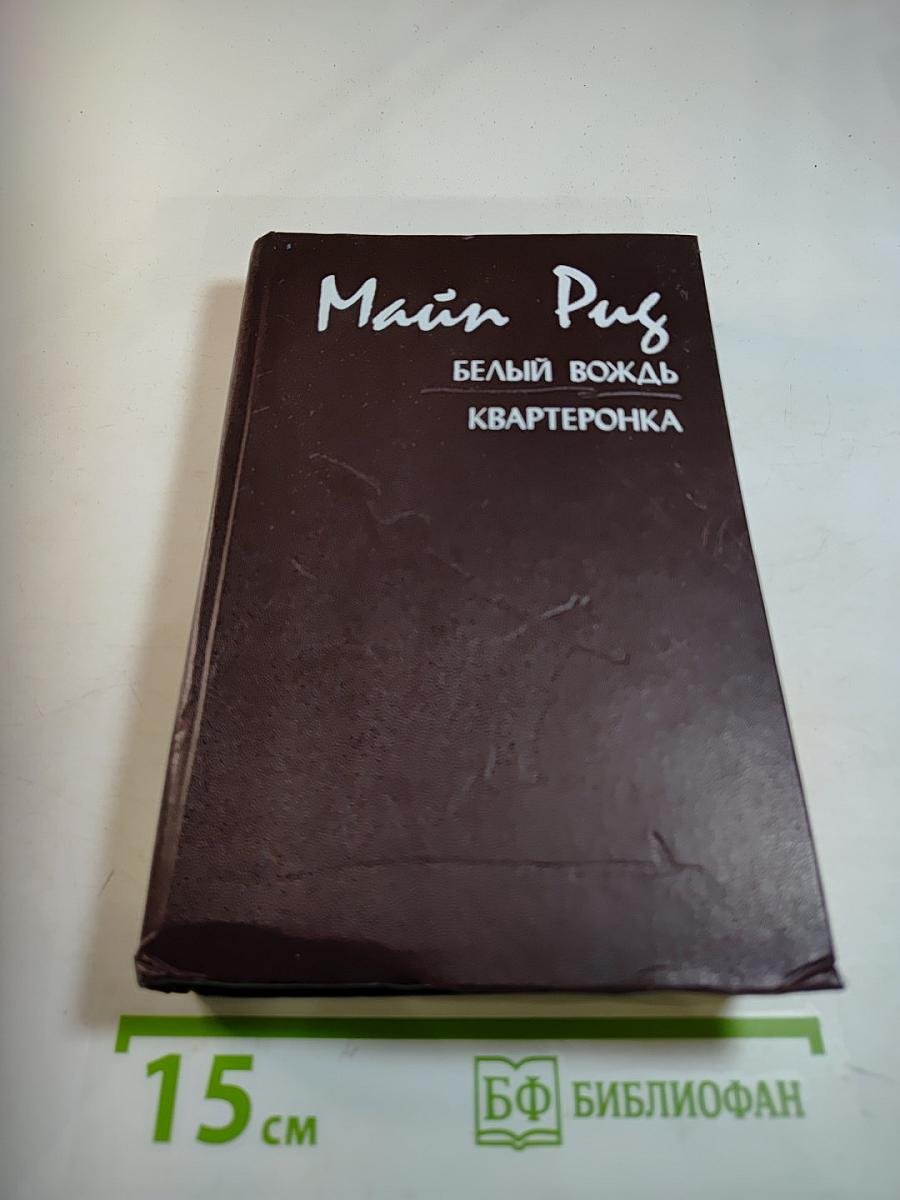 Майн Рид
БЕЛЫЙ ВОЖДЬ
КВАРТЕРОНКА
15 см
БФ БИБЛИОФАН